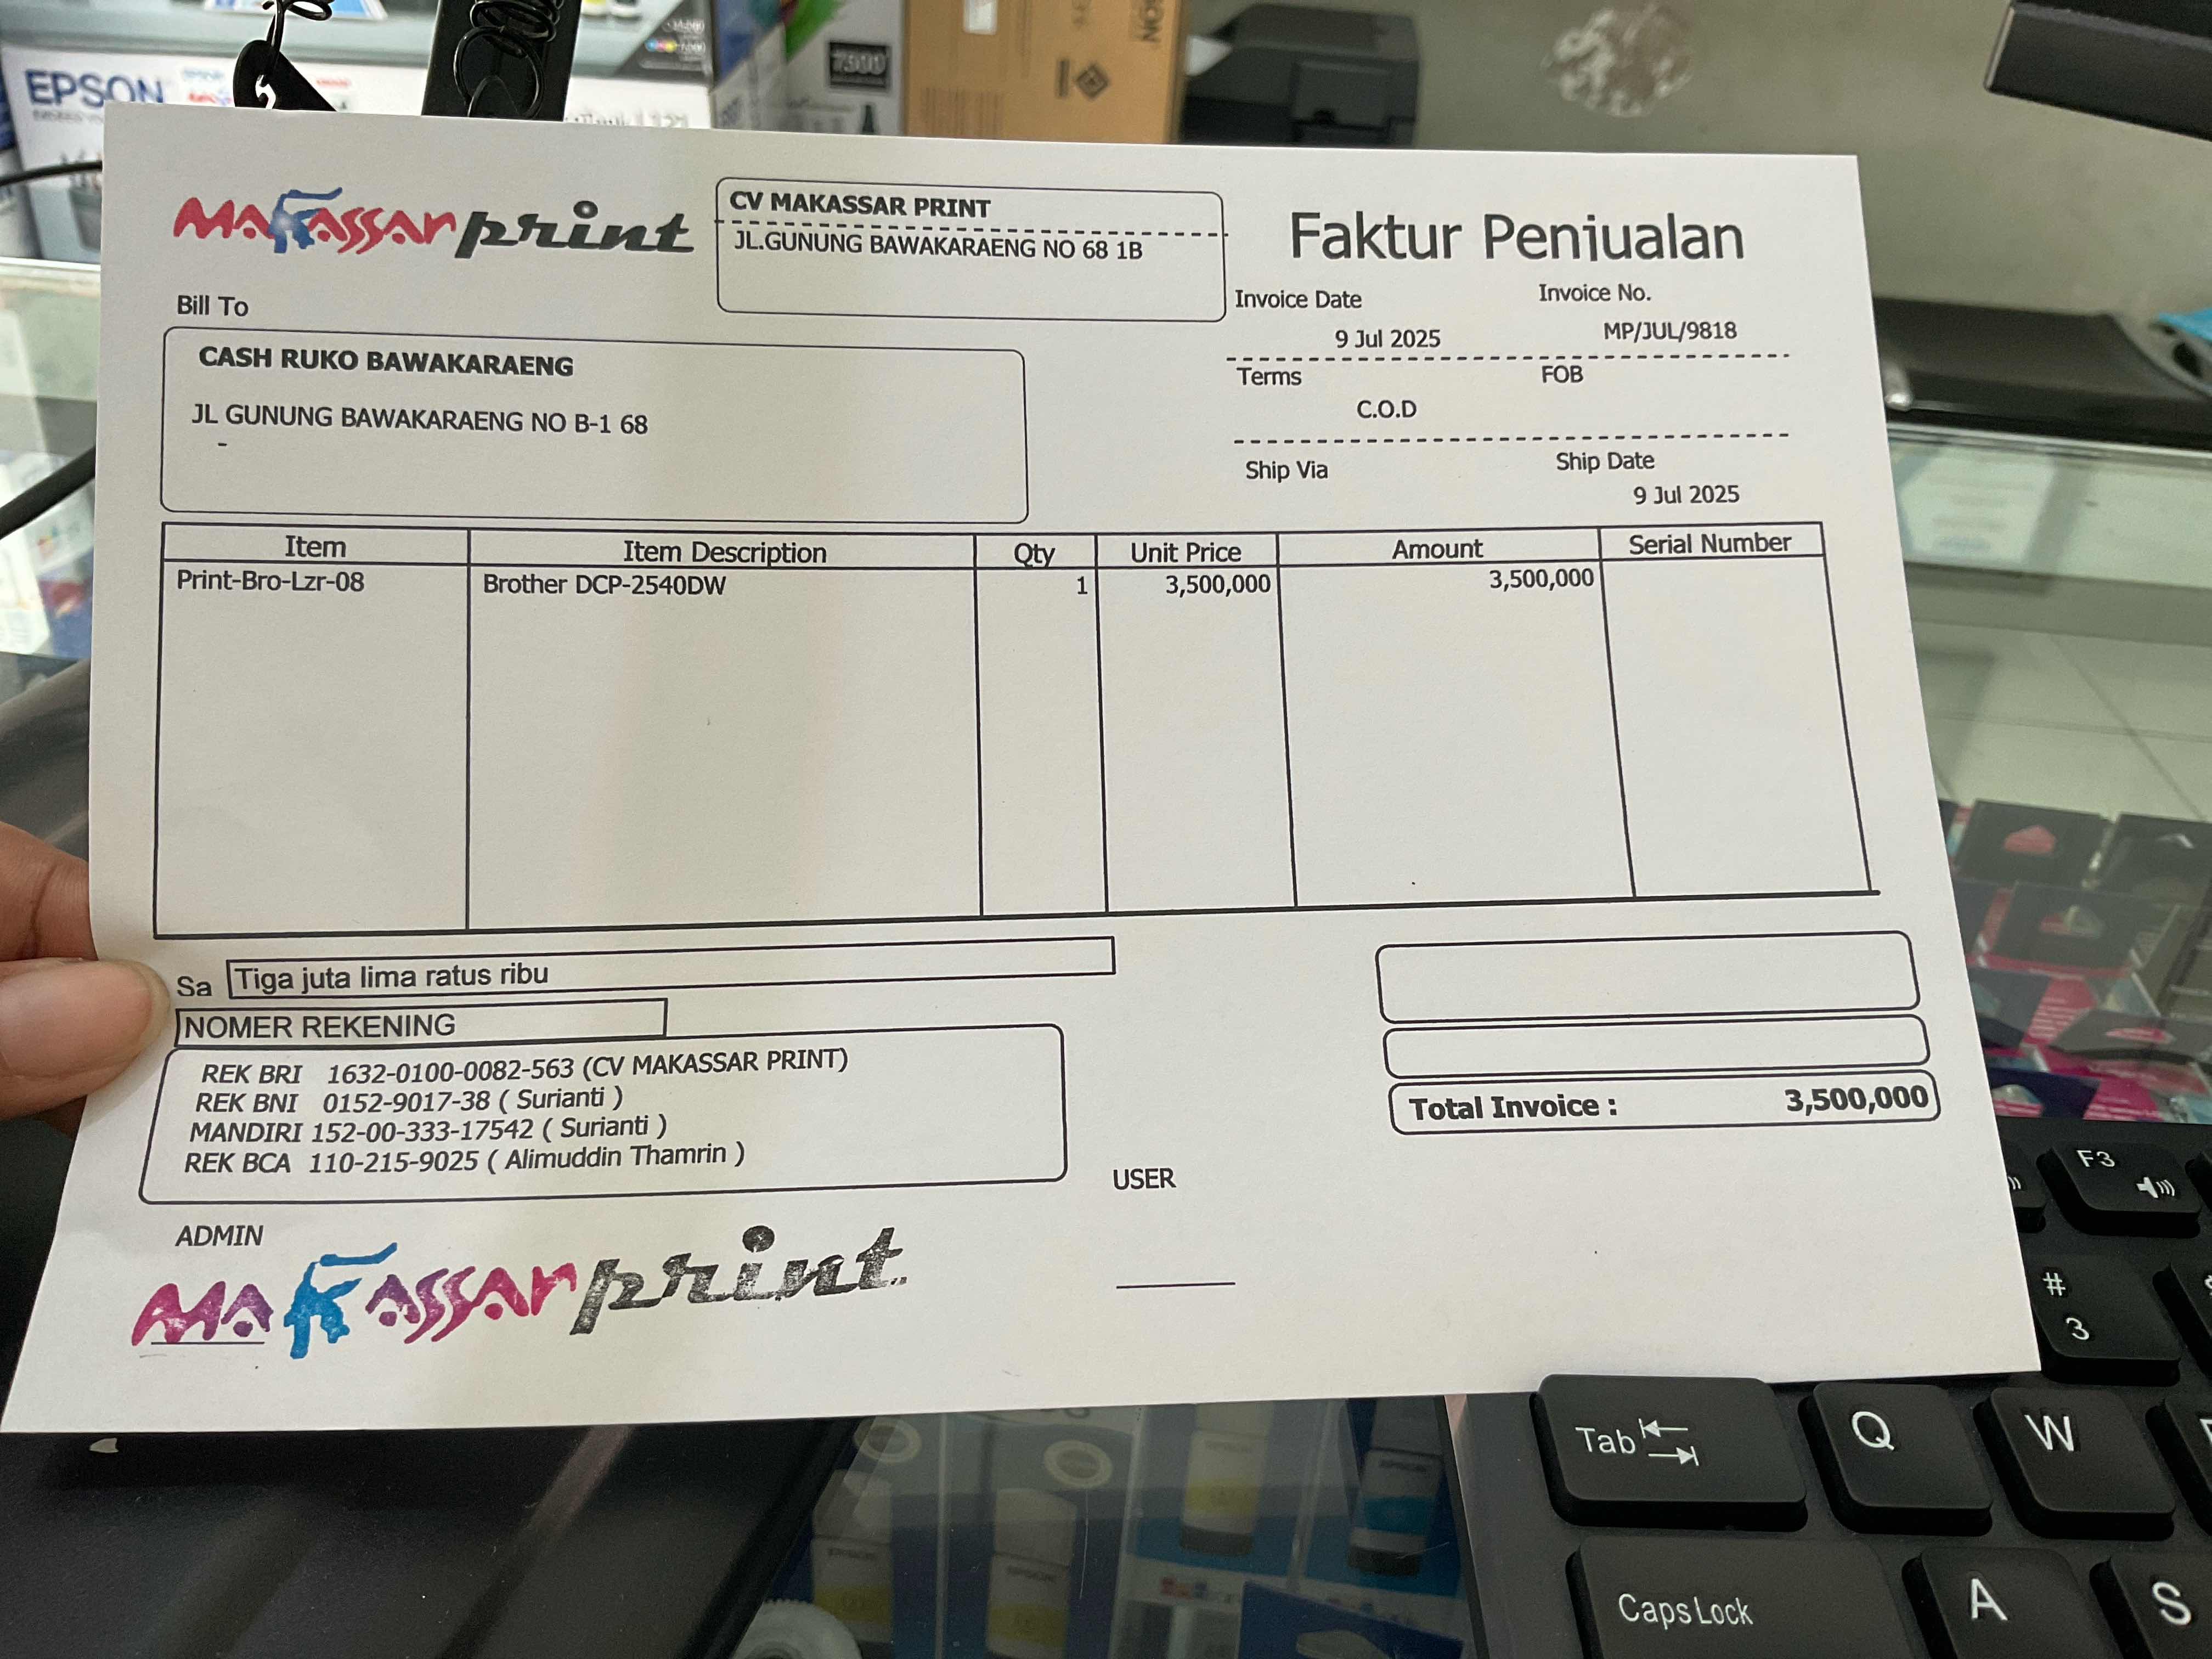 EPSON
7500
MAKASSAR print
CV MAKASSAR PRINT
JL.GUNUNG BAWAKARAENG NO 68 1B
Faktur Penjualan
Bill To
CASH RUKO BAWAKARAENG
JL GUNUNG BAWAKARAENG NO B-1 68
-
Invoice Date Invoice No.
9 Jul 2025 MP/JUL/9818
Terms FOB
C.O.D
Ship Via Ship Date
9 Jul 2025
Item Item Description Qty Unit Price Amount Serial Number
Print-Bro-Lzr-08 Brother DCP-2540DW 1 3,500,000 3,500,000
Sa Tiga juta lima ratus ribu
NOMER REKENING
REK BRI 1632-0100-0082-563 (CV MAKASSAR PRINT)
REK BNI 0152-9017-38 ( Surianti )
MANDIRI 152-00-333-17542 ( Surianti )
REK BCA 110-215-9025 ( Alimuddin Thamrin )
Total Invoice : 3,500,000
USER
ADMIN
MAKASSAR print
F3
#
3
Tab
Q
W
Caps Lock
A
S